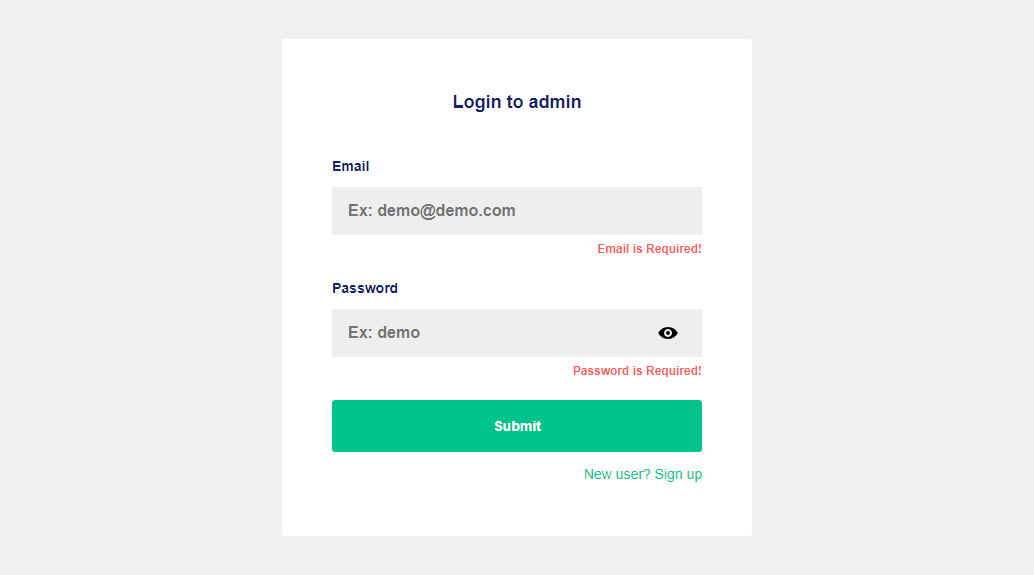 Login to admin
Email
Ex: demo@demo.com
Email is Required!
Password
Ex: demo
Password is Required!
Submit
New user? Sign up